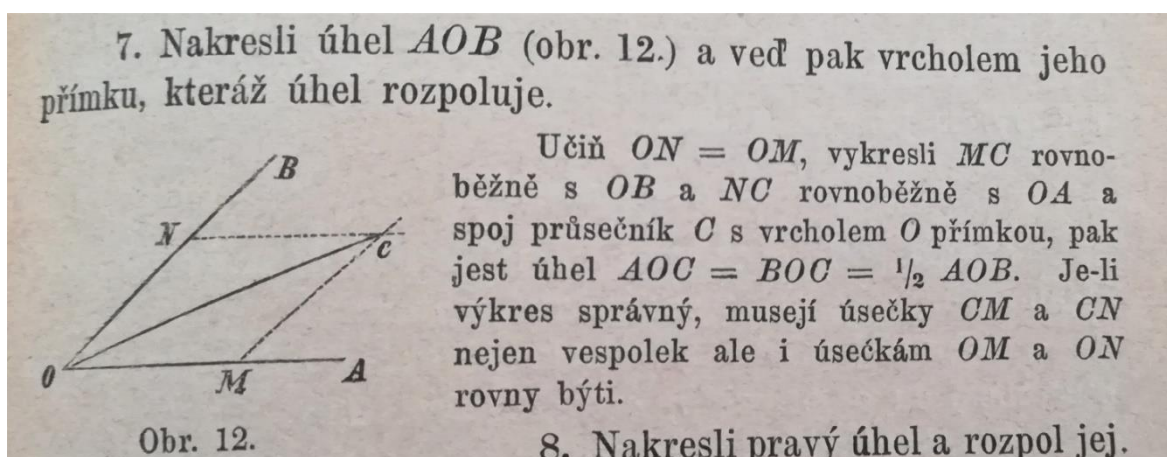 7. Nakresli úhel AOB (obr. 12.) a veď pak vrcholem jeho
přímku, kteráž úhel rozpoluje.
Učiň ON = OM, vykresli MC rovno-
běžně s OB a NC rovnoběžně s OA a
spoj průsečník C s vrcholem O přímkou, pak
jest úhel AOC = BOC = ¹/₂ AOB. Je-li
výkres správný, musejí úsečky CM a CN
nejen vespolek ale i úsećkám OM a ON
rovny býti.
B
N
C
O
M
A
Obr. 12.
8. Nakresli pravý úhel a rozpol jej.